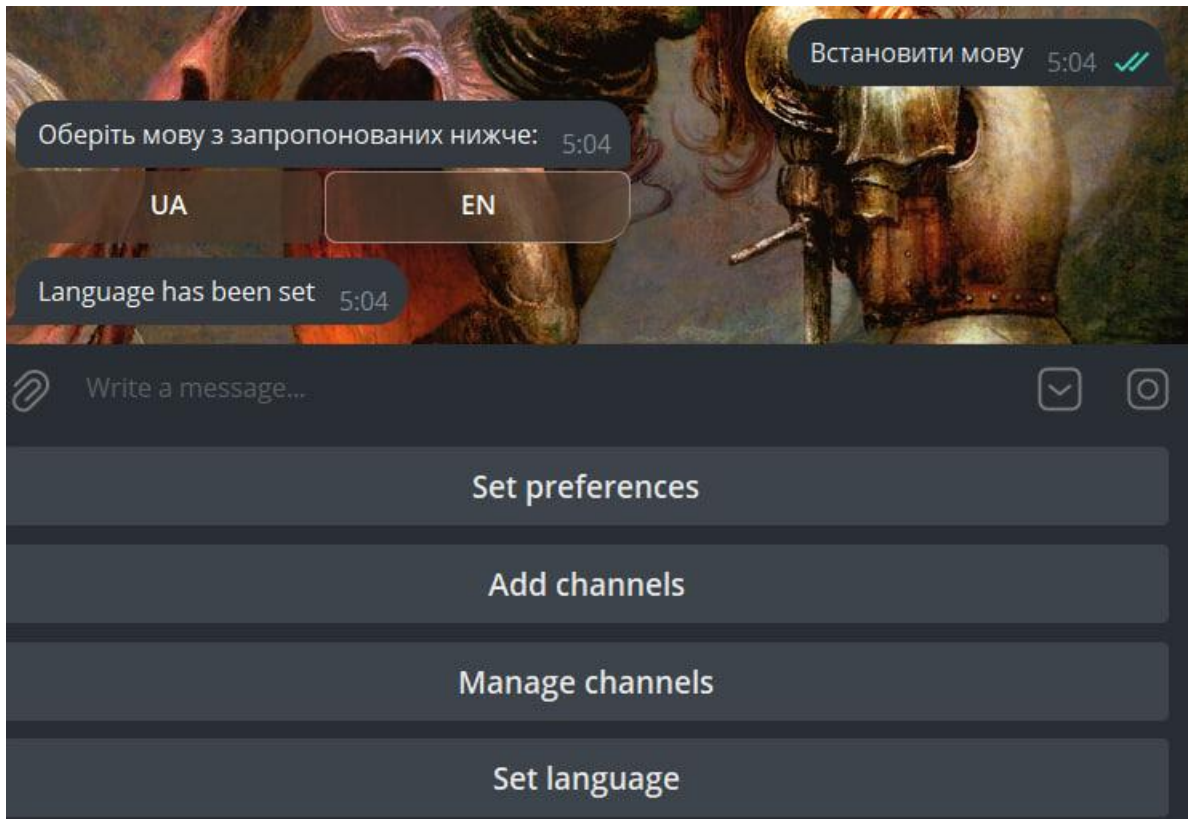 Встановити мову 5:04
Оберіть мову з запропонованих нижче: 5:04
UA EN
Language has been set 5:04
Write a message...
Set preferences
Add channels
Manage channels
Set language